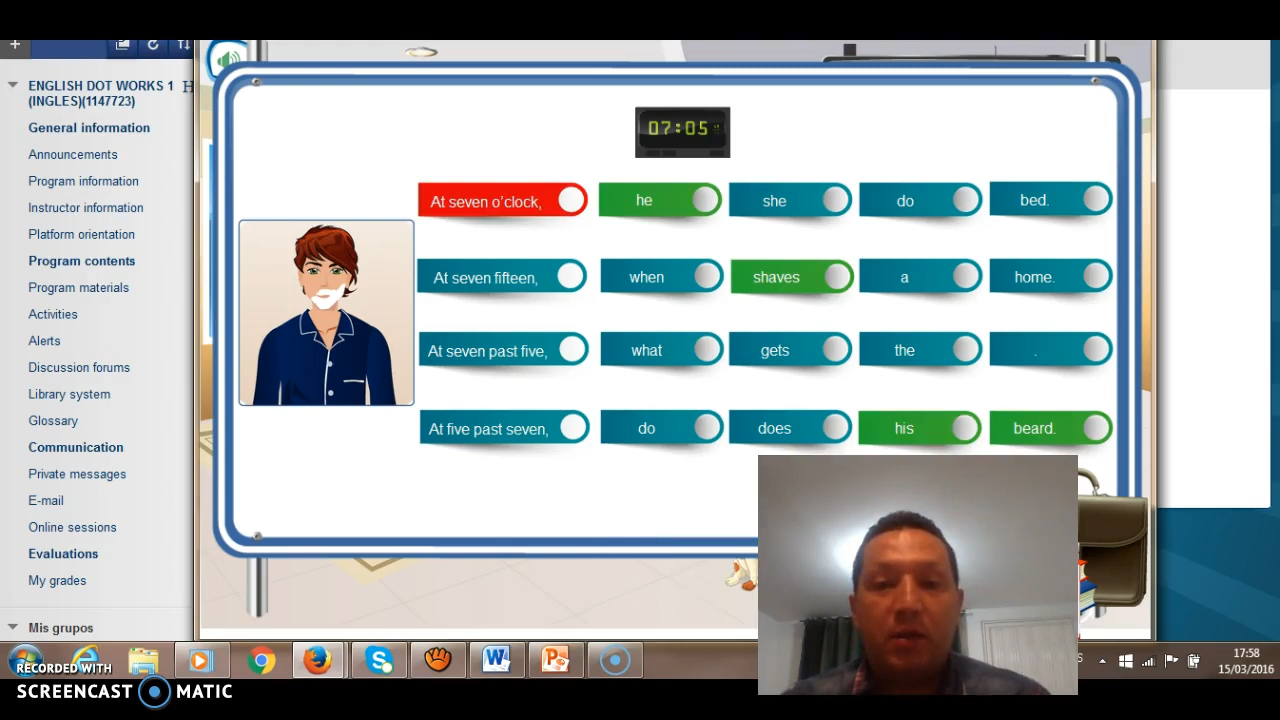 ENGLISH DOT WORKS 1
(INGLES)(1147723)
General information
Announcements
Program information
Instructor information
Platform orientation
Program contents
Program materials
Activities
Alerts
Discussion forums
Library system
Glossary
Communication
Private messages
E-mail
Online sessions
Evaluations
My grades
Mis grupos
H
07:05
At seven o'clock, he she do bed.
At seven fifteen, when shaves a home.
At seven past five, what gets the .
At five past seven, do does his beard.
17:58
15/03/2016
RECORDED WITH
SCREENCAST MATIC